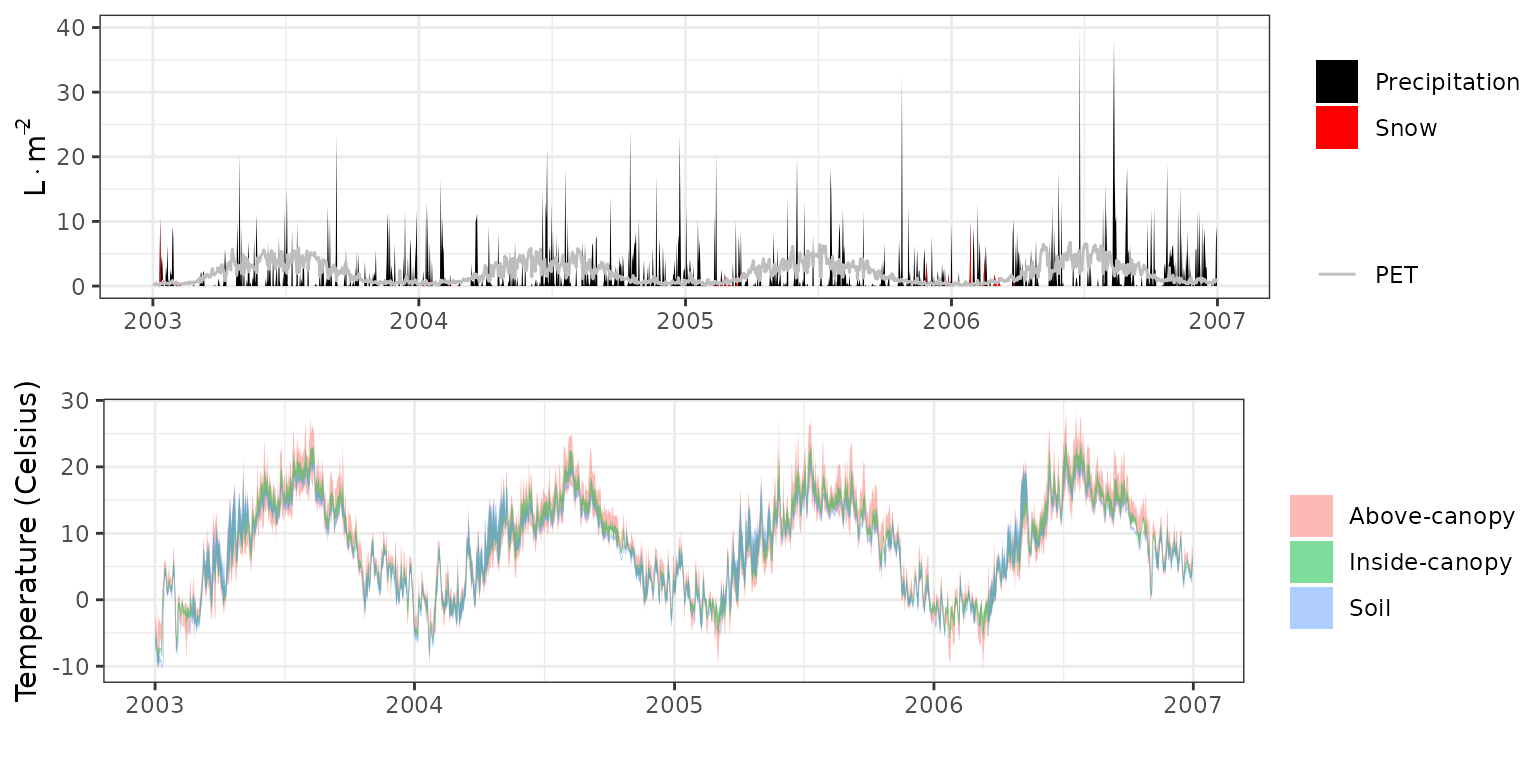 40
30
20
10
0
L · m⁻²
2003 2004 2005 2006 2007
Precipitation
Snow
PET
30
20
10
0
-10
Temperature (Celsius)
2003 2004 2005 2006 2007
Above-canopy
Inside-canopy
Soil